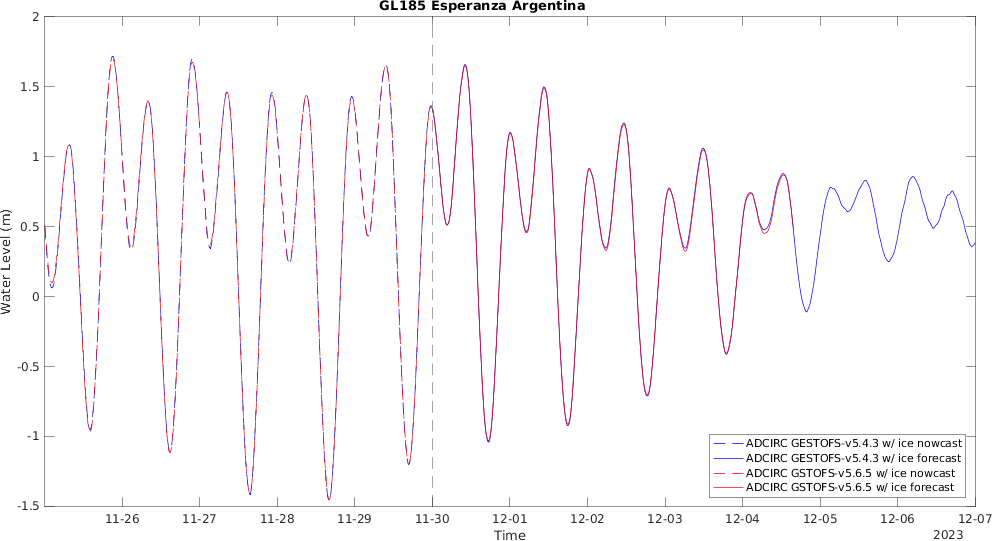 GL185 Esperanza Argentina
2
1.5
1
0.5
0
-0.5
-1
-1.5
Water Level (m)
11-26 11-27 11-28 11-29 11-30 12-01 12-02 12-03 12-04 12-05 12-06 12-07
Time
2023
ADCIRC GESTOFS-v5.4.3 w/ ice nowcast
ADCIRC GESTOFS-v5.4.3 w/ ice forecast
ADCIRC GSTOFS-v5.6.5 w/ ice nowcast
ADCIRC GSTOFS-v5.6.5 w/ ice forecast